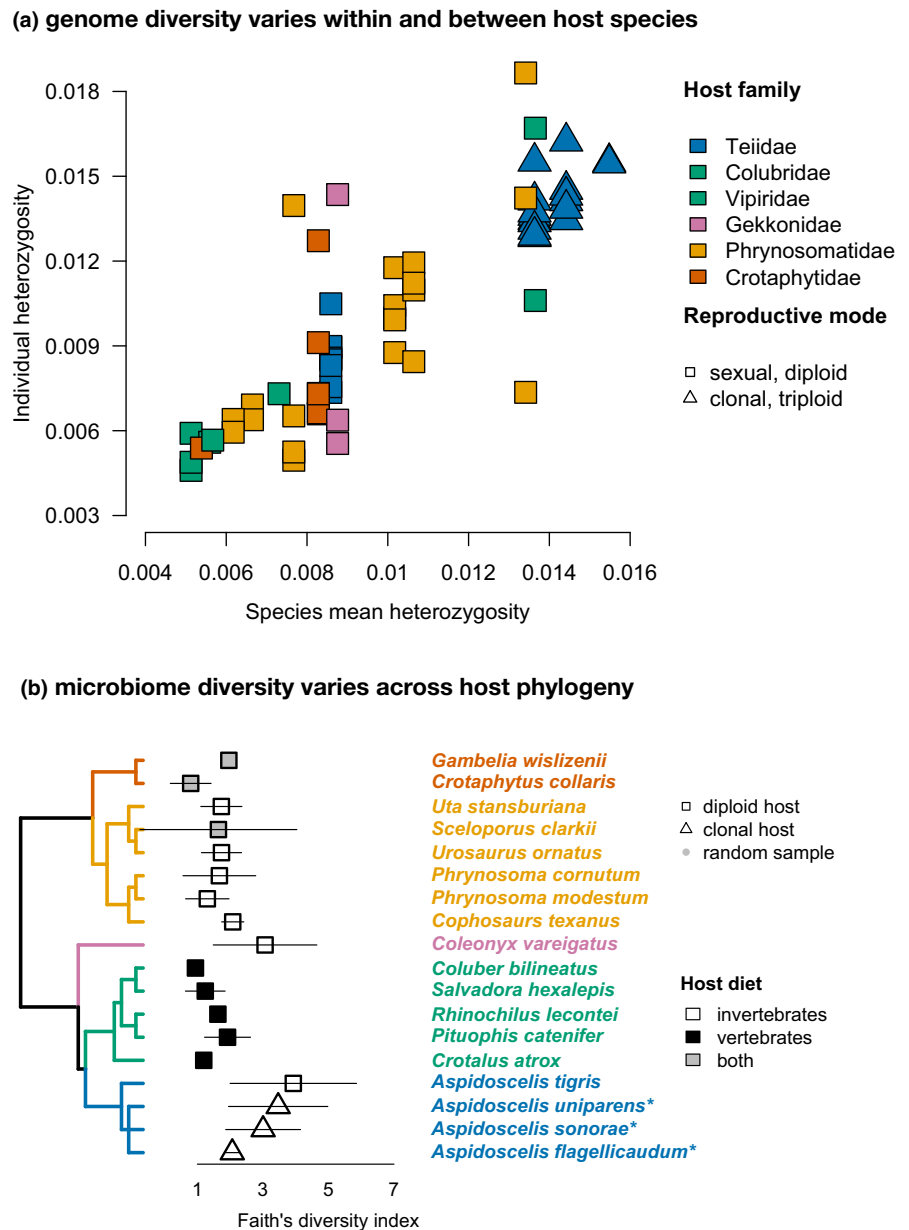 (a) genome diversity varies within and between host species
Individual heterozygosity
0.018
0.015
0.012
0.009
0.006
0.003
0.004 0.006 0.008 0.01 0.012 0.014 0.016
Species mean heterozygosity
Host family
Teiidae
Colubridae
Vipiridae
Gekkonidae
Phrynosomatidae
Crotaphytidae
Reproductive mode
sexual, diploid
clonal, triploid
(b) microbiome diversity varies across host phylogeny
Gambelia wislizenii
Crotaphytus collaris
Uta stansburiana
Sceloporus clarkii
Urosaurus ornatus
Phrynosoma cornutum
Phrynosoma modestum
Cophosaurs texanus
Coleonyx vareigatus
Coluber bilineatus
Salvadora hexalepis
Rhinochilus lecontei
Pituophis catenifer
Crotalus atrox
Aspidoscelis tigris
Aspidoscelis uniparens*
Aspidoscelis sonorae*
Aspidoscelis flagellicaudum*
diploid host
clonal host
random sample
Host diet
invertebrates
vertebrates
both
1 3 5 7
Faith's diversity index